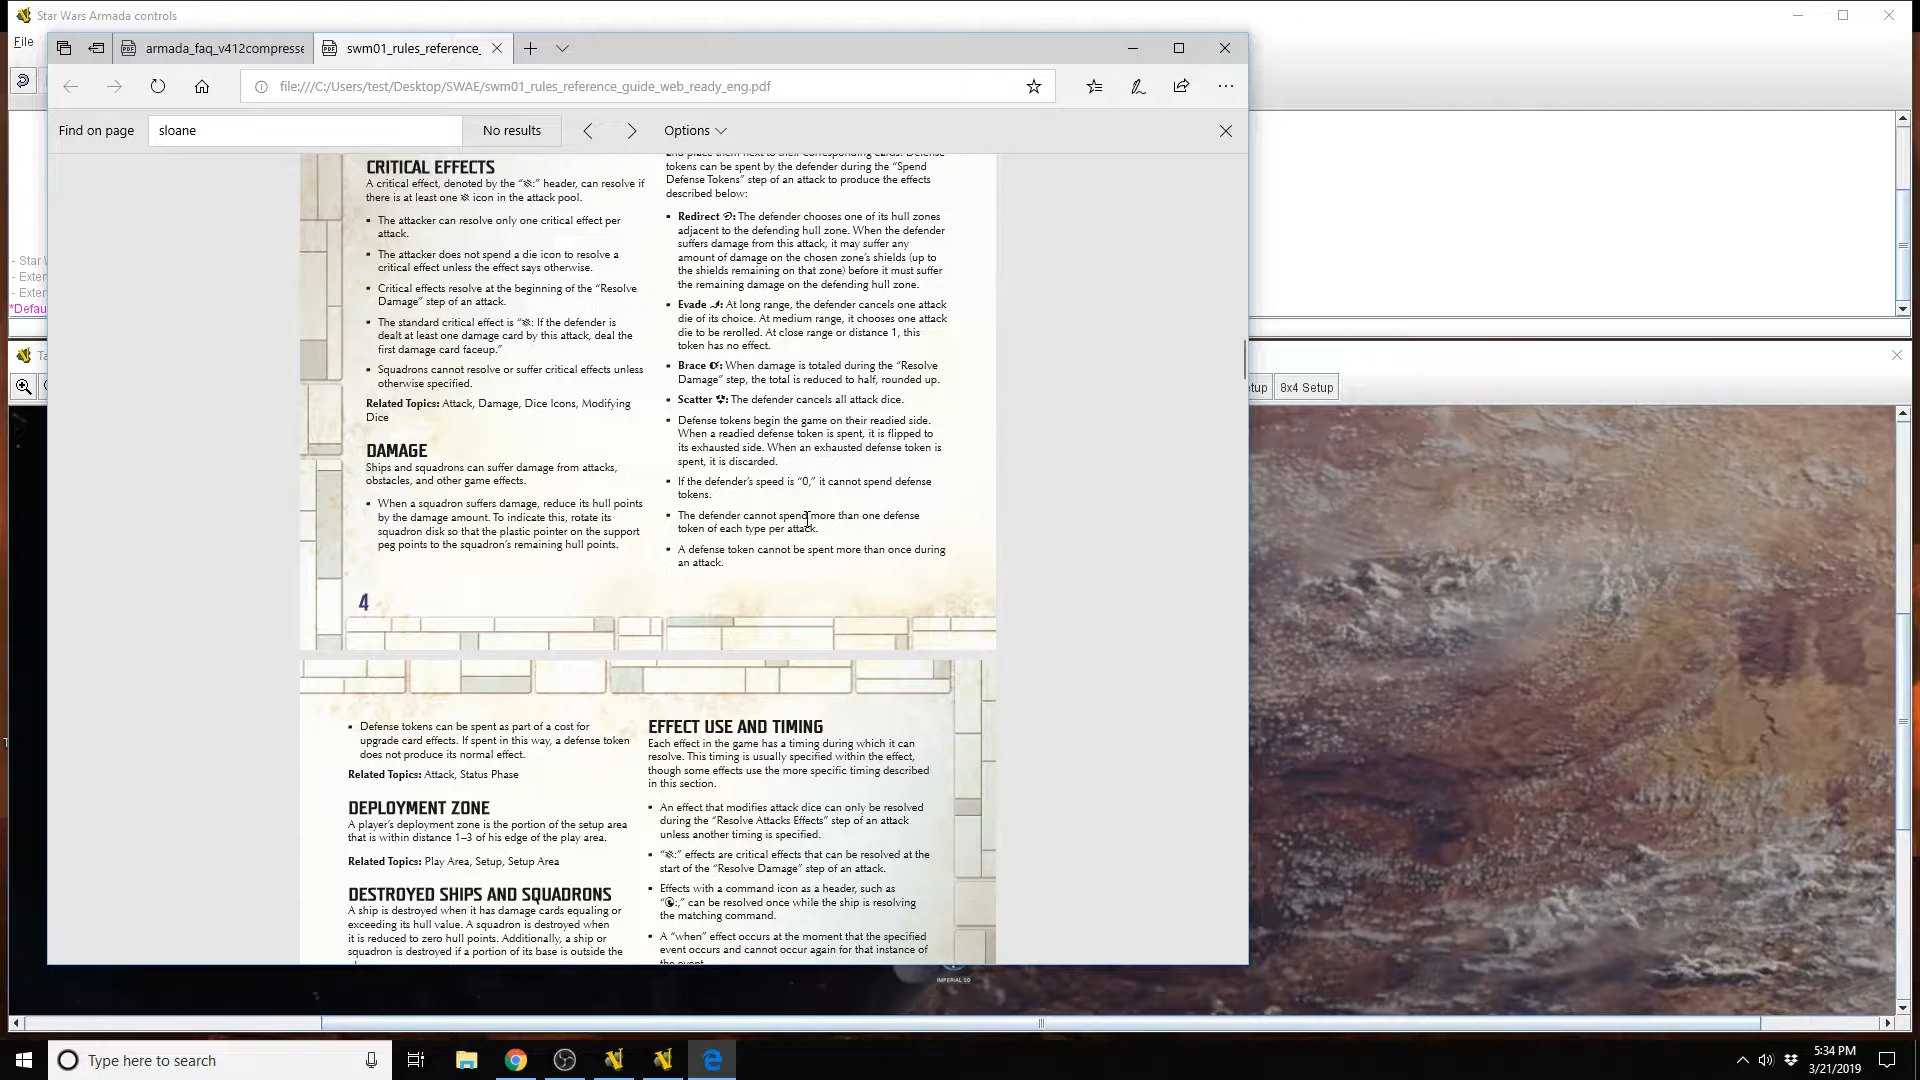 Star Wars Armada controls
File
armada_faq_v412compresse
swm01_rules_reference_
file:///C:/Users/test/Desktop/SWAE/swm01_rules_reference_guide_web_ready_eng.pdf
Find on page
sloane
No results
Options
- Star W
- Exten
- Exten
*Defau
8x4 Setup
CRITICAL EFFECTS
A critical effect, denoted by the “:” header, can resolve if
there is at least one icon in the attack pool.
▪ The attacker can resolve only one critical effect per
attack.
▪ The attacker does not spend a die icon to resolve a
critical effect unless the effect says otherwise.
▪ Critical effects resolve at the beginning of the “Resolve
Damage” step of an attack.
▪ The standard critical effect is “: If the defender is
dealt at least one damage card by this attack, deal the
first damage card faceup.”
▪ Squadrons cannot resolve or suffer critical effects unless
otherwise specified.
Related Topics: Attack, Damage, Dice Icons, Modifying
Dice
DAMAGE
Ships and squadrons can suffer damage from attacks,
obstacles, and other game effects.
▪ When a squadron suffers damage, reduce its hull points
by the damage amount. To indicate this, rotate its
squadron disk so that the plastic pointer on the support
peg points to the squadron’s remaining hull points.
4
and place them next to their corresponding cards. Defense
tokens can be spent by the defender during the “Spend
Defense Tokens” step of an attack to produce the effects
described below:
▪ Redirect : The defender chooses one of its hull zones
adjacent to the defending hull zone. When the defender
suffers damage from this attack, it may suffer any
amount of damage on the chosen zone’s shields (up to
the shields remaining on that zone) before it must suffer
the remaining damage on the defending hull zone.
▪ Evade : At long range, the defender cancels one attack
die of its choice. At medium range, it chooses one attack
die to be rerolled. At close range or distance 1, this
token has no effect.
▪ Brace : When damage is totaled during the “Resolve
Damage” step, the total is reduced to half, rounded up.
▪ Scatter : The defender cancels all attack dice.
▪ Defense tokens begin the game on their readied side.
When a readied defense token is spent, it is flipped to
its exhausted side. When an exhausted defense token is
spent, it is discarded.
▪ If the defender’s speed is “0,” it cannot spend defense
tokens.
▪ The defender cannot spend more than one defense
token of each type per attack.
▪ A defense token cannot be spent more than once during
an attack.
▪ Defense tokens can be spent as part of a cost for
upgrade card effects. If spent in this way, a defense token
does not produce its normal effect.
Related Topics: Attack, Status Phase
DEPLOYMENT ZONE
A player’s deployment zone is the portion of the setup area
that is within distance 1–3 of his edge of the play area.
Related Topics: Play Area, Setup, Setup Area
DESTROYED SHIPS AND SQUADRONS
A ship is destroyed when it has damage cards equaling or
exceeding its hull value. A squadron is destroyed when
it is reduced to zero hull points. Additionally, a ship or
squadron is destroyed if a portion of its base is outside the
EFFECT USE AND TIMING
Each effect in the game has a timing during which it can
resolve. This timing is usually specified within the effect,
though some effects use the more specific timing described
in this section.
▪ An effect that modifies attack dice can only be resolved
during the “Resolve Attacks Effects” step of an attack
unless another timing is specified.
▪ “:” effects are critical effects that can be resolved at the
start of the “Resolve Damage” step of an attack.
▪ Effects with a command icon as a header, such as
“:,” can be resolved once while the ship is resolving
the matching command.
▪ A “when” effect occurs at the moment that the specified
event occurs and cannot occur again for that instance of
the event.
IMPERIAL SD
Type here to search
5:34 PM
3/21/2019